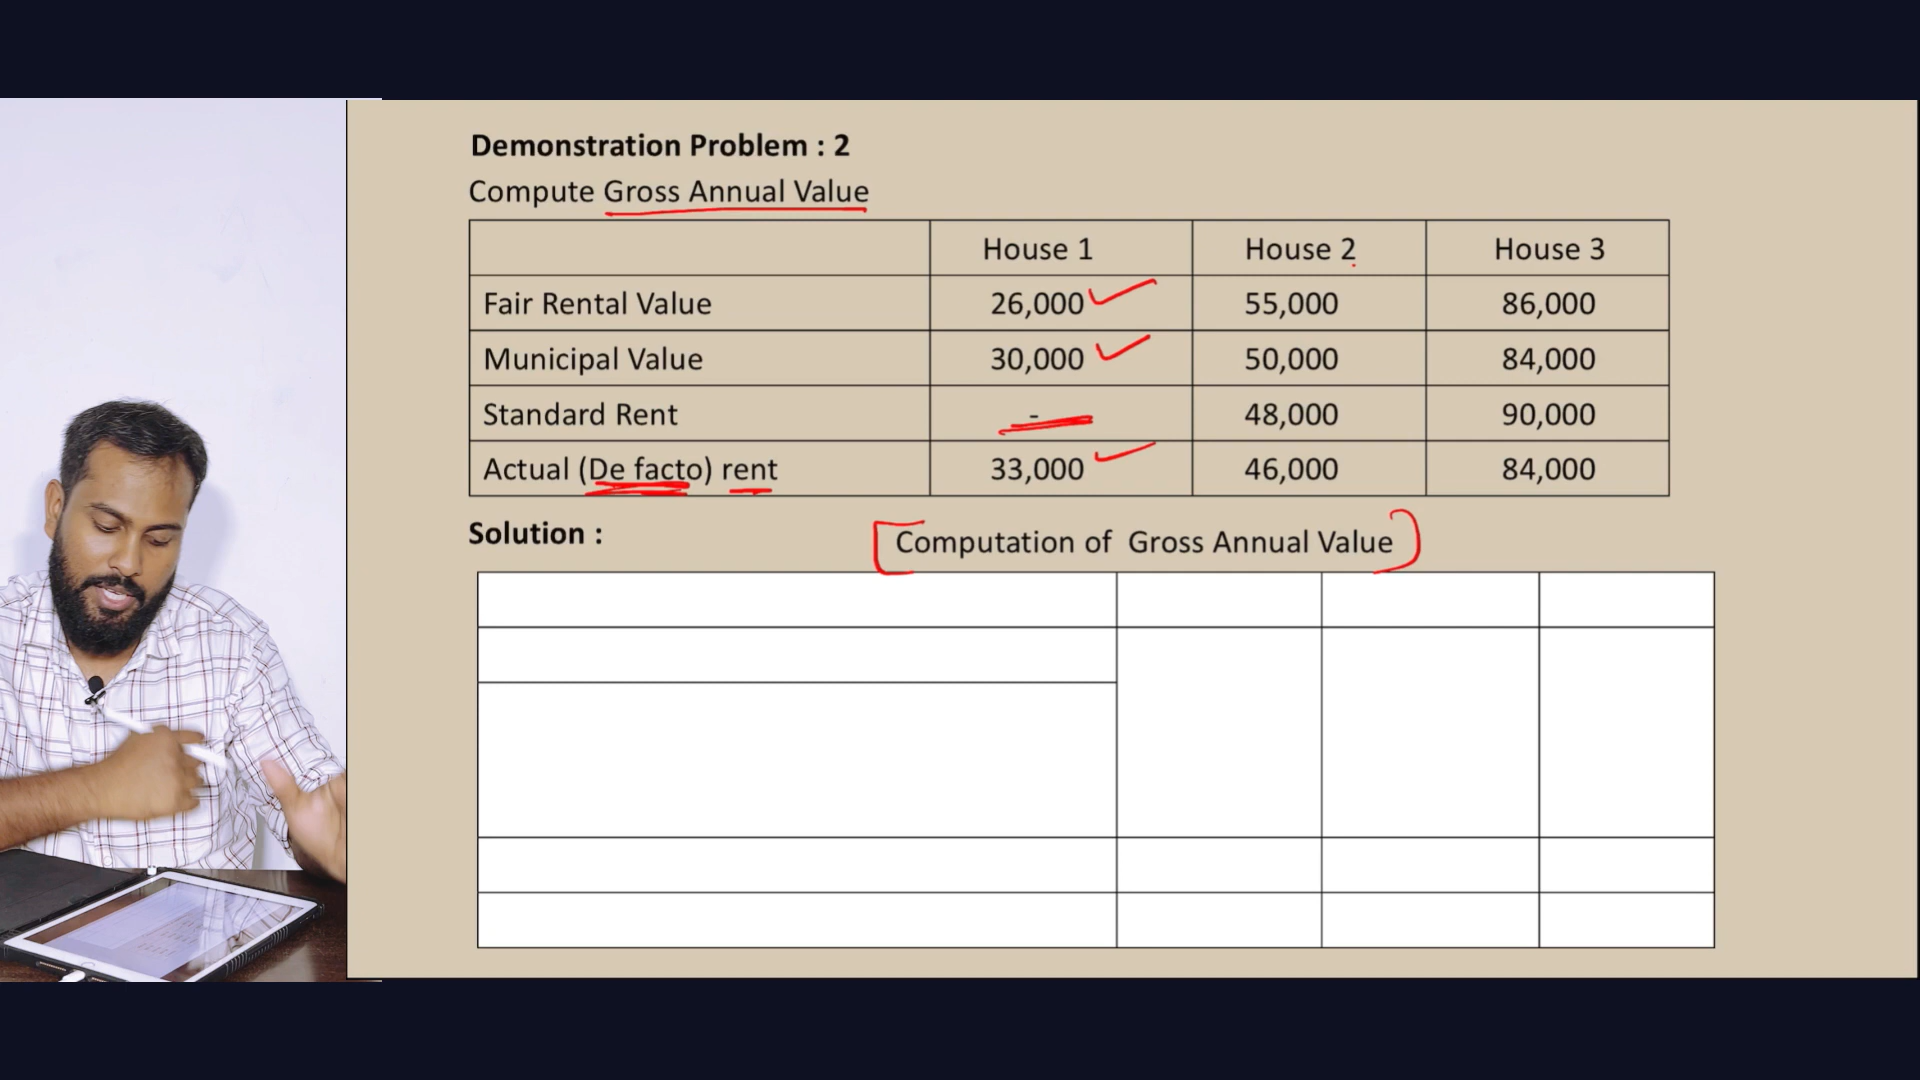 Demonstration Problem : 2
Compute Gross Annual Value
House 1 House 2 House 3
Fair Rental Value 26,000 55,000 86,000
Municipal Value 30,000 50,000 84,000
Standard Rent - 48,000 90,000
Actual (De facto) rent 33,000 46,000 84,000
Solution :
Computation of Gross Annual Value